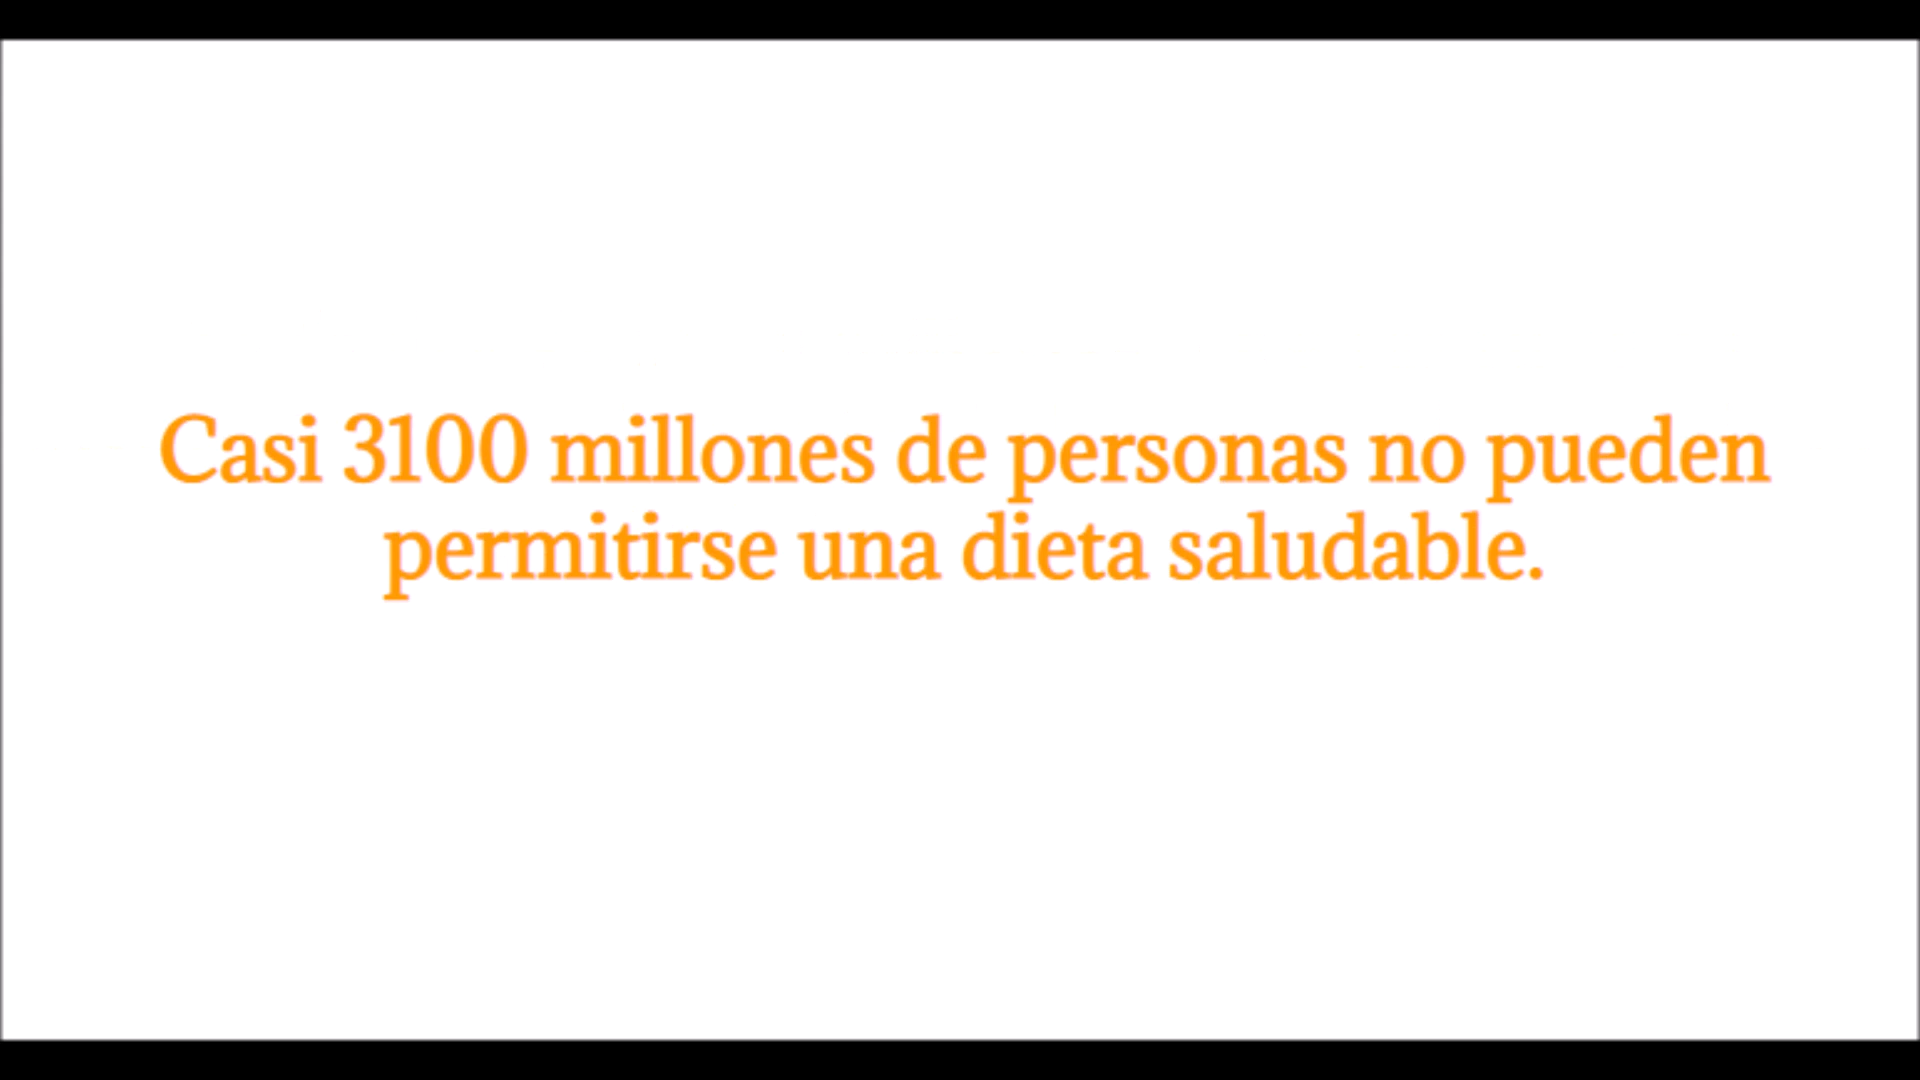 Casi 3100 millones de personas no pueden
permitirse una dieta saludable.